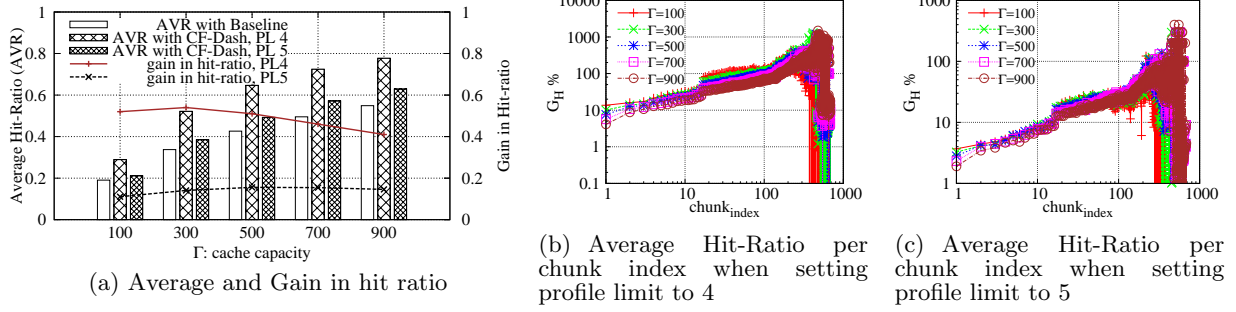 AVR with Baseline
AVR with CF-Dash, PL 4
AVR with CF-Dash, PL 5
gain in hit-ratio, PL4
gain in hit-ratio, PL5
Average Hit-Ratio (AVR)
1
0.8
0.6
0.4
0.2
0
1
0.8
0.6
0.4
0.2
0
Gain in Hit-ratio
100 300 500 700 900
Γ: cache capacity
(a) Average and Gain in hit ratio
Γ=100
Γ=300
Γ=500
Γ=700
Γ=900
G_H %
10000
1000
100
10
1
0.1
1 10 100 1000
chunk_index
(b) Average Hit-Ratio per
chunk index when setting
profile limit to 4
Γ=100
Γ=300
Γ=500
Γ=700
Γ=900
G_H %
1000
100
10
1
1 10 100 1000
chunk_index
(c) Average Hit-Ratio per
chunk index when setting
profile limit to 5